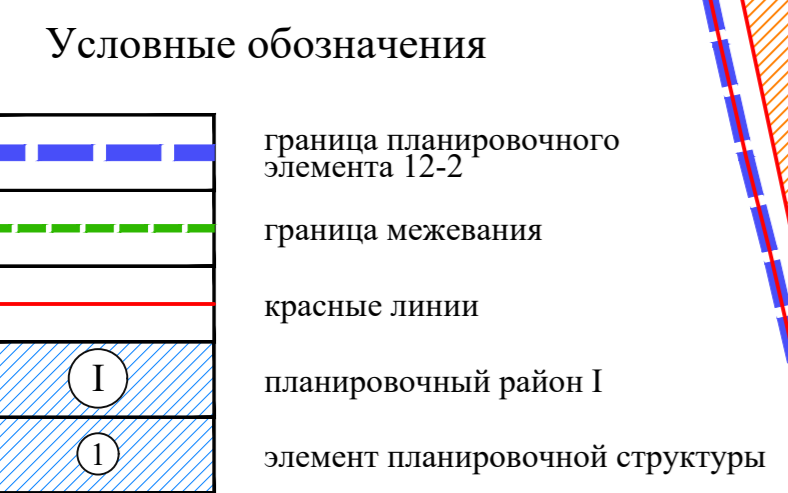 Условные обозначения
граница планировочного
элемента 12-2
граница межевания
красные линии
I
планировочный район I
1
элемент планировочной структуры